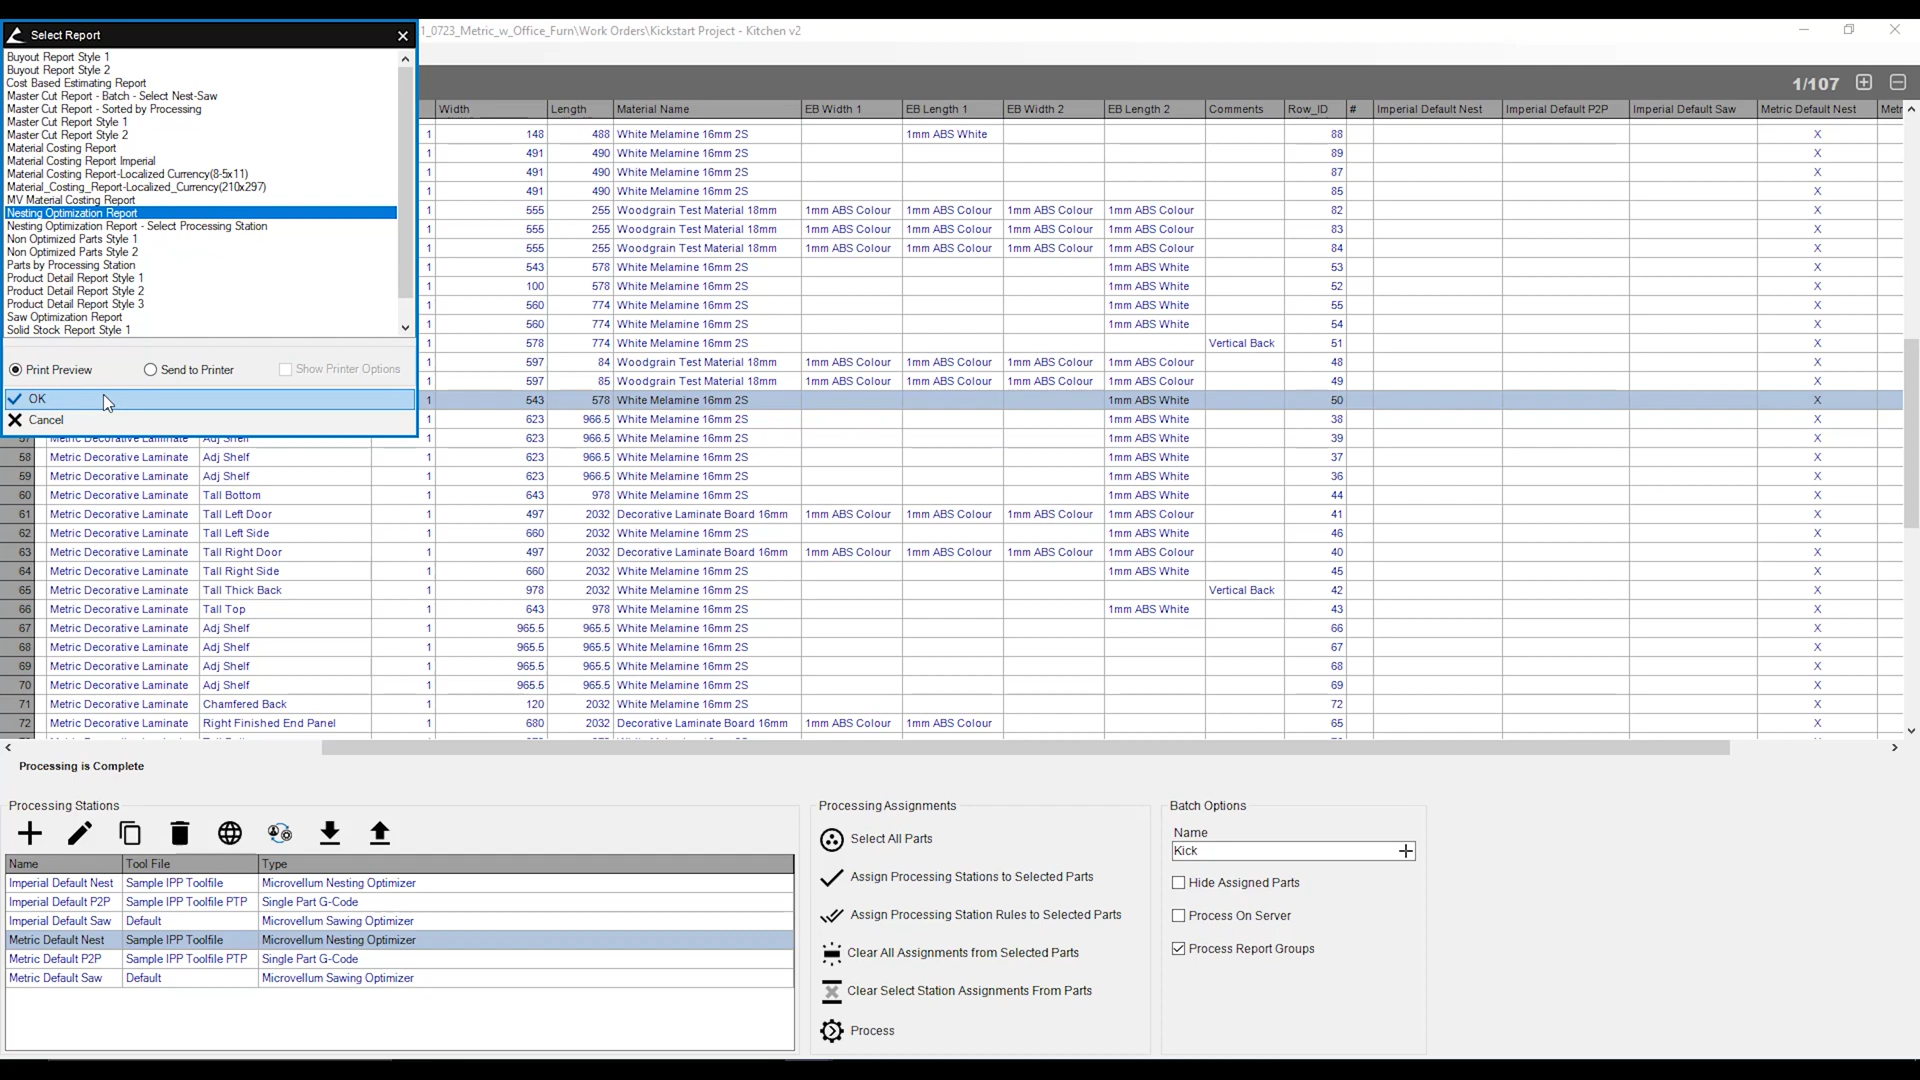 Select Report
1_0723_Metric_w_Office_Furn\Work Orders\Kickstart Project - Kitchen v2
Buyout Report Style 1
Buyout Report Style 2
Cost Based Estimating Report
Master Cut Report - Batch - Select Nest-Saw
Master Cut Report - Sorted by Processing
Master Cut Report Style 1
Master Cut Report Style 2
Material Costing Report
Material Costing Report Imperial
Material Costing Report-Localized Currency(8-5x11)
Material_Costing_Report-Localized_Currency(210x297)
MV Material Costing Report
Nesting Optimization Report
Nesting Optimization Report - Select Processing Station
Non Optimized Parts Style 1
Non Optimized Parts Style 2
Parts by Processing Station
Product Detail Report Style 1
Product Detail Report Style 2
Product Detail Report Style 3
Saw Optimization Report
Solid Stock Report Style 1
Print Preview Send to Printer Show Printer Options
OK
Cancel
1/107
Width Length Material Name EB Width 1 EB Length 1 EB Width 2 EB Length 2 Comments Row_ID # Imperial Default Nest Imperial Default P2P Imperial Default Saw Metric Default Nest Metr
1 148 488 White Melamine 16mm 2S 1mm ABS White 88 X
1 491 490 White Melamine 16mm 2S 89 X
1 491 490 White Melamine 16mm 2S 87 X
1 491 490 White Melamine 16mm 2S 85 X
1 555 255 Woodgrain Test Material 18mm 1mm ABS Colour 1mm ABS Colour 1mm ABS Colour 1mm ABS Colour 82 X
1 555 255 Woodgrain Test Material 18mm 1mm ABS Colour 1mm ABS Colour 1mm ABS Colour 1mm ABS Colour 83 X
1 555 255 Woodgrain Test Material 18mm 1mm ABS Colour 1mm ABS Colour 1mm ABS Colour 1mm ABS Colour 84 X
1 543 578 White Melamine 16mm 2S 1mm ABS White 53 X
1 100 578 White Melamine 16mm 2S 1mm ABS White 52 X
1 560 774 White Melamine 16mm 2S 1mm ABS White 55 X
1 560 774 White Melamine 16mm 2S 1mm ABS White 54 X
1 578 774 White Melamine 16mm 2S Vertical Back 51 X
1 597 84 Woodgrain Test Material 18mm 1mm ABS Colour 1mm ABS Colour 1mm ABS Colour 1mm ABS Colour 48 X
1 597 85 Woodgrain Test Material 18mm 1mm ABS Colour 1mm ABS Colour 1mm ABS Colour 1mm ABS Colour 49 X
1 543 578 White Melamine 16mm 2S 1mm ABS White 50 X
1 623 966.5 White Melamine 16mm 2S 1mm ABS White 38 X
57 Metric Decorative Laminate Adj Shelf 1 623 966.5 White Melamine 16mm 2S 1mm ABS White 39 X
58 Metric Decorative Laminate Adj Shelf 1 623 966.5 White Melamine 16mm 2S 1mm ABS White 37 X
59 Metric Decorative Laminate Adj Shelf 1 623 966.5 White Melamine 16mm 2S 1mm ABS White 36 X
60 Metric Decorative Laminate Tall Bottom 1 643 978 White Melamine 16mm 2S 1mm ABS White 44 X
61 Metric Decorative Laminate Tall Left Door 1 497 2032 Decorative Laminate Board 16mm 1mm ABS Colour 1mm ABS Colour 1mm ABS Colour 1mm ABS Colour 41 X
62 Metric Decorative Laminate Tall Left Side 1 660 2032 White Melamine 16mm 2S 1mm ABS White 46 X
63 Metric Decorative Laminate Tall Right Door 1 497 2032 Decorative Laminate Board 16mm 1mm ABS Colour 1mm ABS Colour 1mm ABS Colour 1mm ABS Colour 40 X
64 Metric Decorative Laminate Tall Right Side 1 660 2032 White Melamine 16mm 2S 1mm ABS White 45 X
65 Metric Decorative Laminate Tall Thick Back 1 978 2032 White Melamine 16mm 2S Vertical Back 42 X
66 Metric Decorative Laminate Tall Top 1 643 978 White Melamine 16mm 2S 1mm ABS White 43 X
67 Metric Decorative Laminate Adj Shelf 1 965.5 965.5 White Melamine 16mm 2S 66 X
68 Metric Decorative Laminate Adj Shelf 1 965.5 965.5 White Melamine 16mm 2S 67 X
69 Metric Decorative Laminate Adj Shelf 1 965.5 965.5 White Melamine 16mm 2S 68 X
70 Metric Decorative Laminate Adj Shelf 1 965.5 965.5 White Melamine 16mm 2S 69 X
71 Metric Decorative Laminate Chamfered Back 1 120 2032 White Melamine 16mm 2S 72 X
72 Metric Decorative Laminate Right Finished End Panel 1 680 2032 Decorative Laminate Board 16mm 1mm ABS Colour 1mm ABS Colour 65 X
Processing is Complete
Processing Stations
Name Tool File Type
Imperial Default Nest Sample IPP Toolfile Microvellum Nesting Optimizer
Imperial Default P2P Sample IPP Toolfile PTP Single Part G-Code
Imperial Default Saw Default Microvellum Sawing Optimizer
Metric Default Nest Sample IPP Toolfile Microvellum Nesting Optimizer
Metric Default P2P Sample IPP Toolfile PTP Single Part G-Code
Metric Default Saw Default Microvellum Sawing Optimizer
Processing Assignments
Select All Parts
Assign Processing Stations to Selected Parts
Assign Processing Station Rules to Selected Parts
Clear All Assignments from Selected Parts
Clear Select Station Assignments From Parts
Process
Batch Options
Name
Kick
Hide Assigned Parts
Process On Server
Process Report Groups